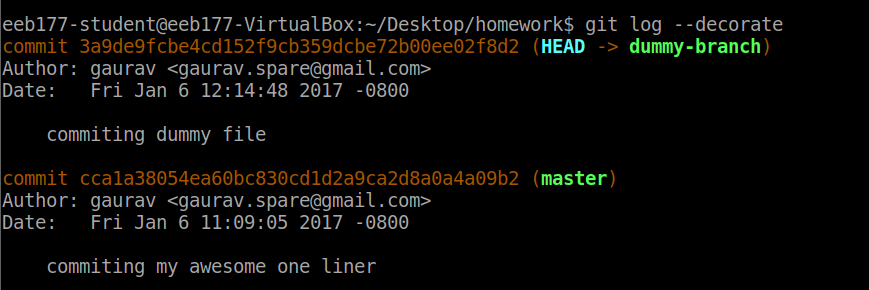 eeb177-student@eeb177-VirtualBox:~/Desktop/homework$ git log --decorate
commit 3a9de9fcbe4cd152f9cb359dcbe72b00ee02f8d2 (HEAD -> dummy-branch)
Author: gaurav <gaurav.spare@gmail.com>
Date:   Fri Jan 6 12:14:48 2017 -0800
    commiting dummy file
commit cca1a38054ea60bc830cd1d2a9ca2d8a0a4a09b2 (master)
Author: gaurav <gaurav.spare@gmail.com>
Date:   Fri Jan 6 11:09:05 2017 -0800
    commiting my awesome one liner